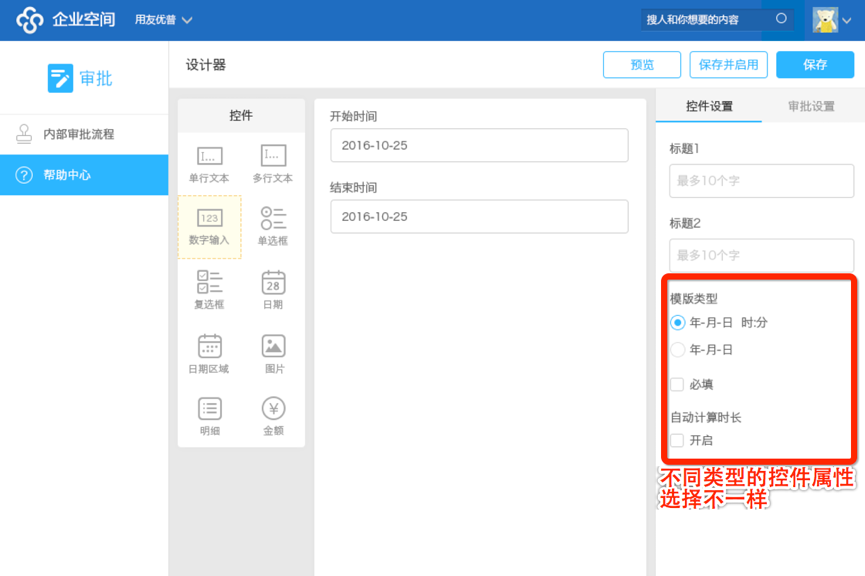 企业空间
用友优普
搜人和你想要的内容
审批
设计器
预览
保存并启用
保存
内部审批流程
帮助中心
控件
单行文本
多行文本
123
数字输入
单选框
复选框
28
日期
日期区域
图片
明细
¥
金额
开始时间
2016-10-25
结束时间
2016-10-25
控件设置
审批设置
标题1
最多10个字
标题2
最多10个字
模版类型
年-月-日 时:分
年-月-日
必填
自动计算时长
开启
不同类型的控件属性
选择不一样